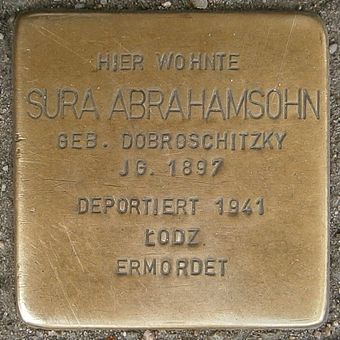 HIER WOHNTE
SURA ABRAHAMSOHN
GEB. DOBROSCHITZKY
JG. 1897
DEPORTIERT 1941
ŁODZ
ERMORDET